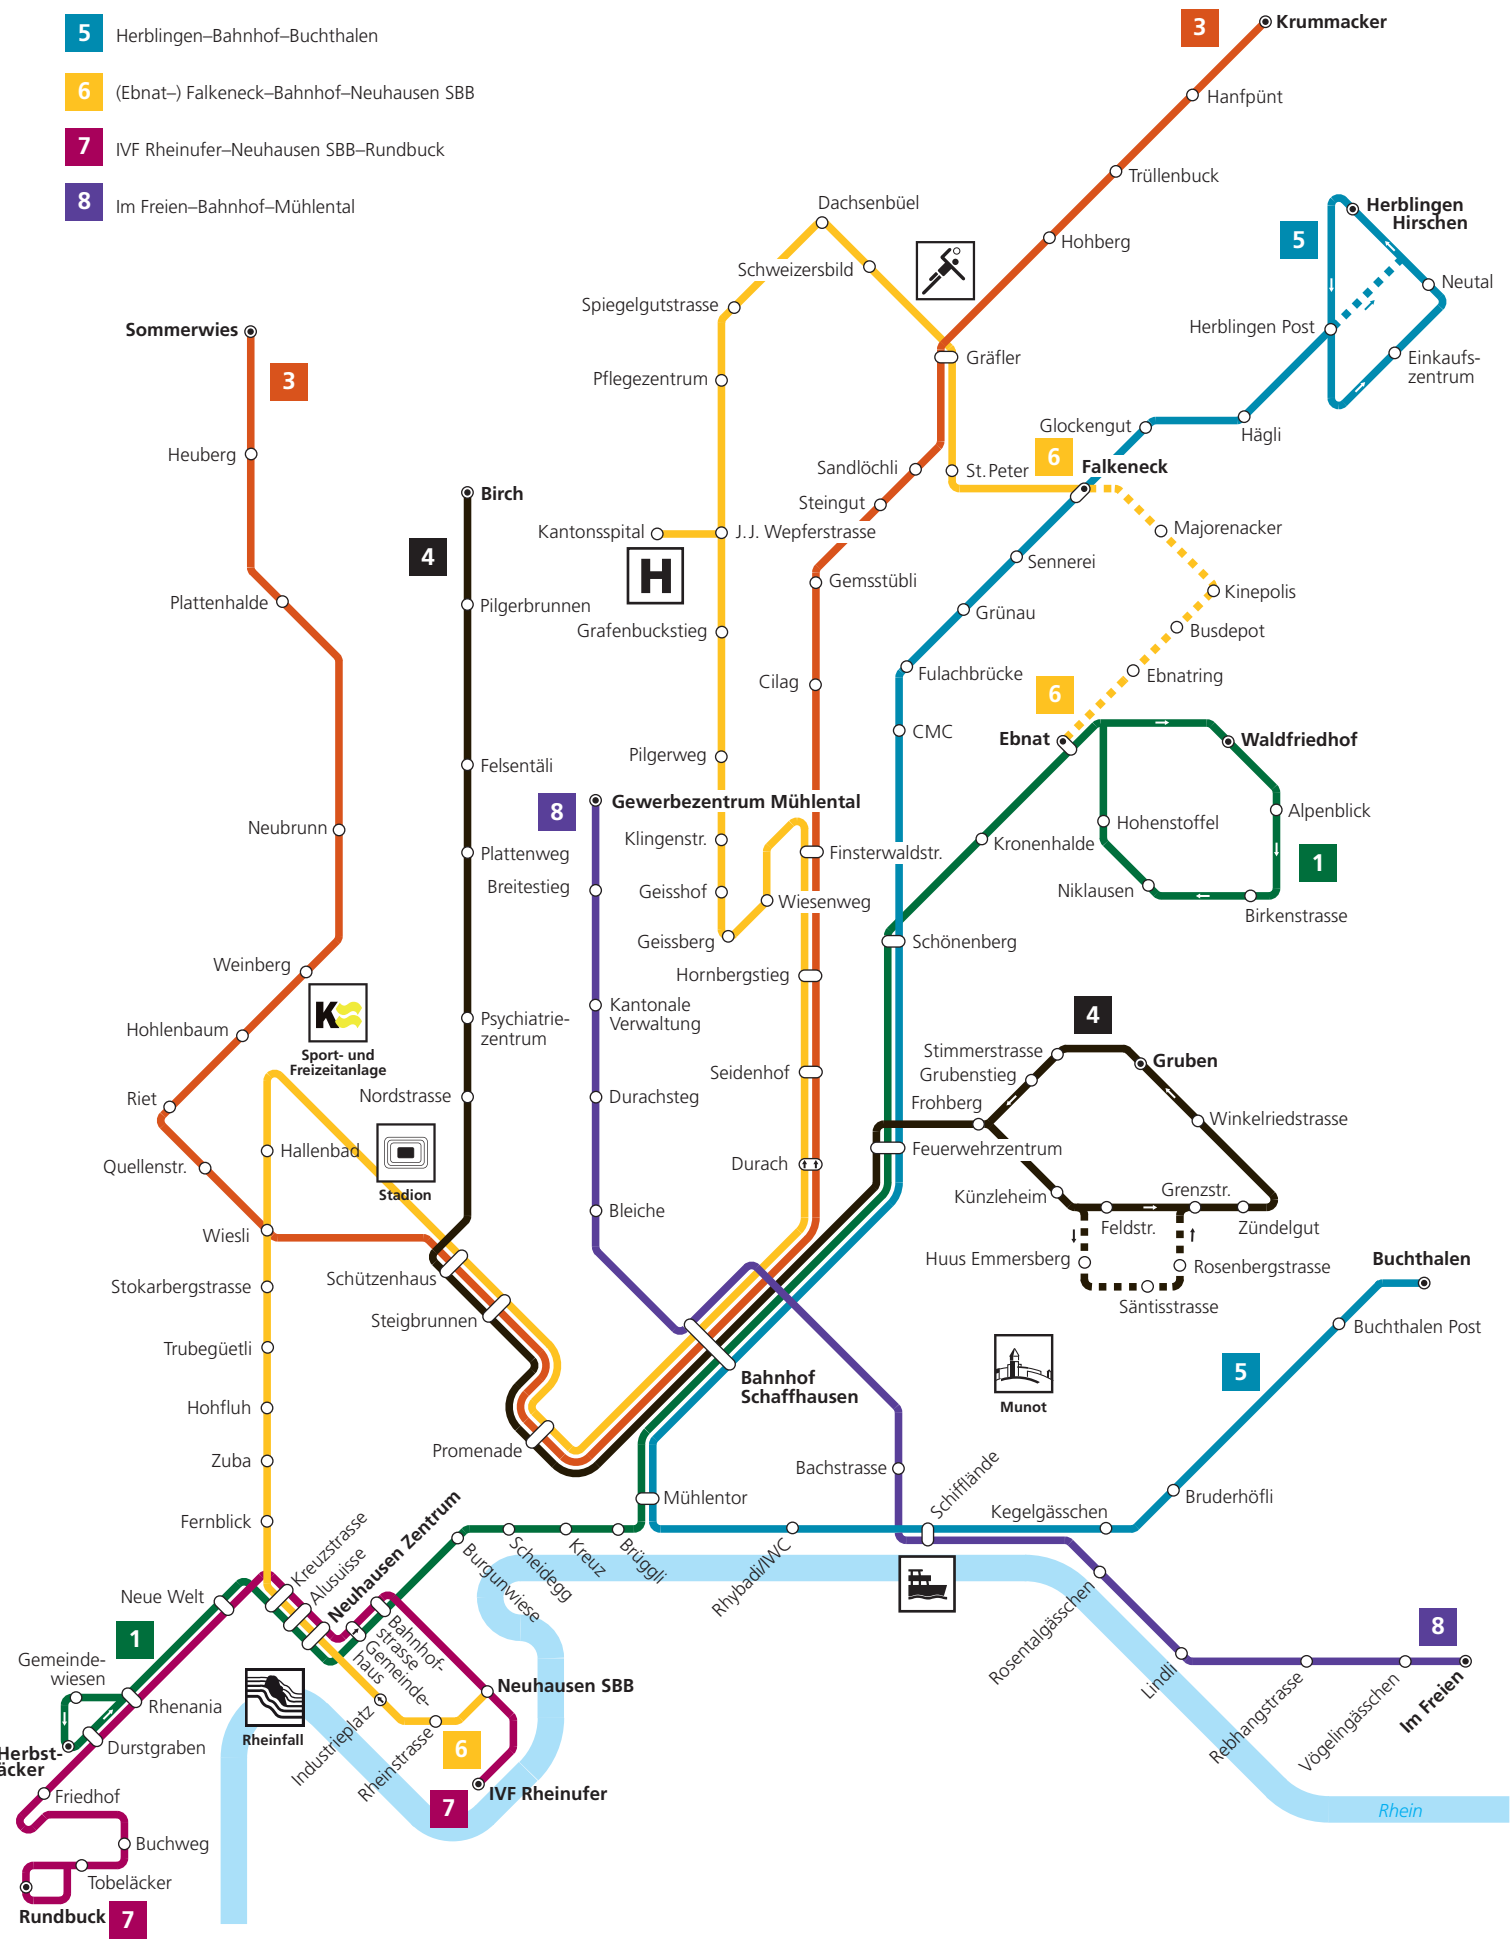 5 Herblingen–Bahnhof–Buchthalen
6 (Ebnat–) Falkeneck–Bahnhof–Neuhausen SBB
7 IVF Rheinufer–Neuhausen SBB–Rundbuck
8 Im Freien–Bahnhof–Mühlental
3
Krummacker
Hanfpünt
Trüllenbuck
Hohberg
Dachsenbüel
Schweizersbild
Spiegelgutstrasse
Pflegezentrum
Gräfler
5
Herblingen
Hirschen
Neutal
Herblingen Post
Einkaufs-
zentrum
Hägli
Glockengut
6
Falkeneck
St. Peter
Sandlöchli
Steingut
Sommerwies
3
Heuberg
Plattenhalde
Neubrunn
Weinberg
Hohlenbaum
Riet
Quellenstr.
Wiesli
Birch
4
Pilgerbrunnen
Felsentäli
Plattenweg
Psychiatrie-
zentrum
Nordstrasse
Kantonsspital
J.J. Wepferstrasse
H
Grafenbuckstieg
Pilgerweg
Klingenstr.
Geisshof
Geissberg
Wiesenweg
Gemsstübli
Cilag
Finsterwaldstr.
Hornbergstieg
Seidenhof
Durach
Majorenacker
Kinepolis
Busdepot
Ebnatring
Sennerei
Grünau
Fulachbrücke
CMC
6
Ebnat
Waldfriedhof
Alpenblick
Hohenstoffel
Kronenhalde
1
Niklausen
Birkenstrasse
Schönenberg
8
Gewerbezentrum Mühlental
Breitestieg
Kantonale
Verwaltung
Durachsteg
Bleiche
K
Sport- und
Freizeitanlage
Hallenbad
Stadion
4
Stimmerstrasse
Grubenstieg
Gruben
Frohberg
Winkelriedstrasse
Feuerwehrzentrum
Künzleheim
Grenzstr.
Feldstr.
Zündelgut
Huus Emmersberg
Rosenbergstrasse
Säntisstrasse
Schützenhaus
Steigbrunnen
Promenade
Stokarbergstrasse
Trubegüetli
Hohfluh
Zuba
Fernblick
Bahnhof
Schaffhausen
Munot
Buchthalen
Buchthalen Post
5
Bruderhöfli
Bachstrasse
Schifflände
Kegelgässchen
Mühlentor
Rhybadi/IWC
Brüggli
Kreuz
Scheidegg
Burgunwiese
Kreuzstrasse
Alusuisse
Neuhausen Zentrum
Bahnhof-
strasse
Gemeinde-
haus
Neue Welt
1
Gemeinde-
wiesen
Rhenania
Durstgraben
Herbst-
äcker
Friedhof
Buchweg
Tobeläcker
Rundbuck
7
Rheinfall
Industrieplatz
Rheinstrasse
6
Neuhausen SBB
7
IVF Rheinufer
Rosentalgässchen
Lindli
Rebhangstrasse
Vögelingässchen
8
Im Freien
Rhein